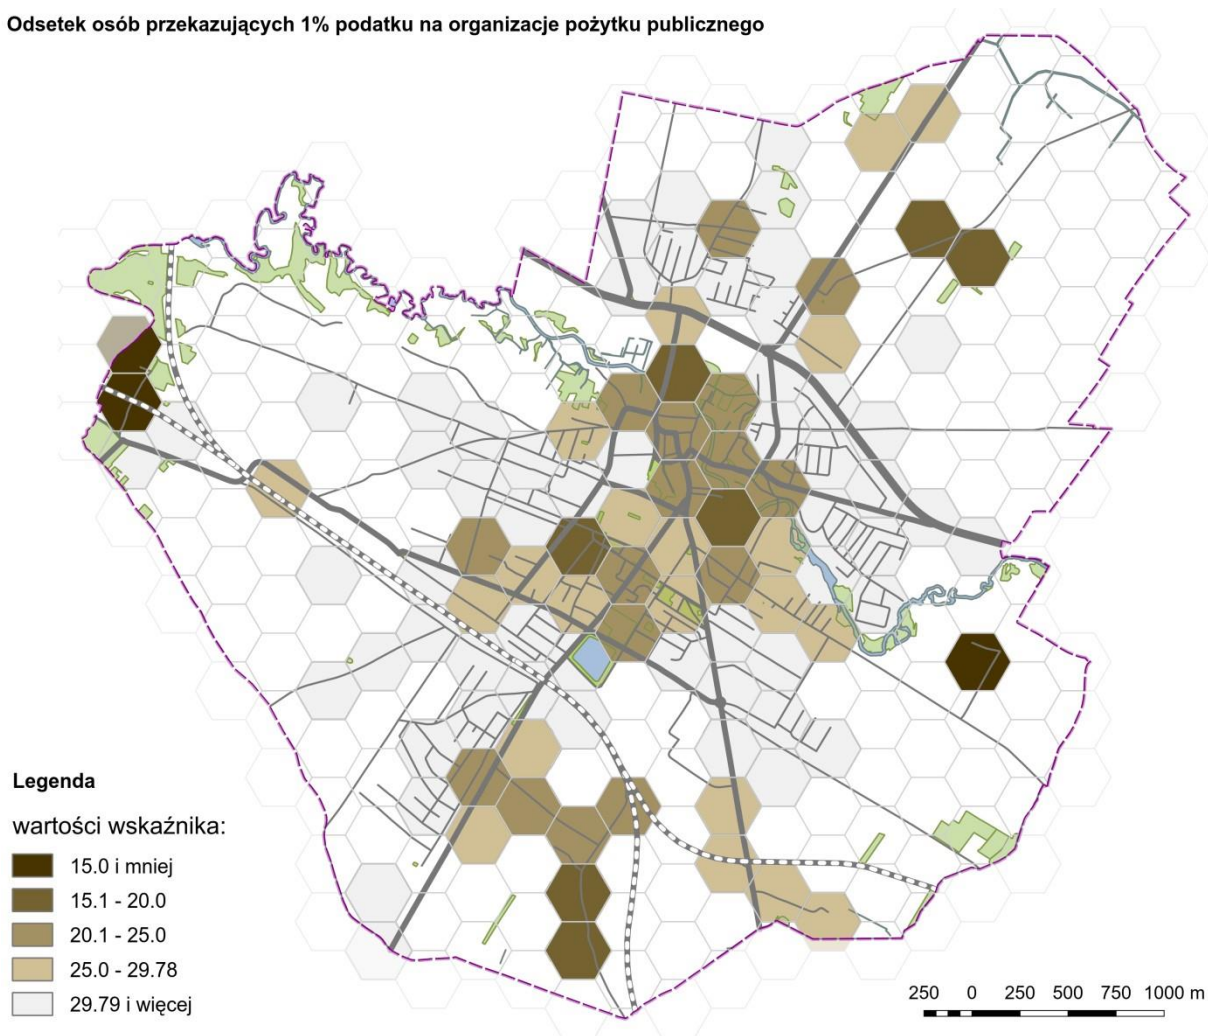 Odsetek osób przekazujących 1% podatku na organizacje pożytku publicznego
Legenda
wartości wskaźnika:
15.0 i mniej
15.1 - 20.0
20.1 - 25.0
25.0 - 29.78
29.79 i więcej
250 0 250 500 750 1000 m